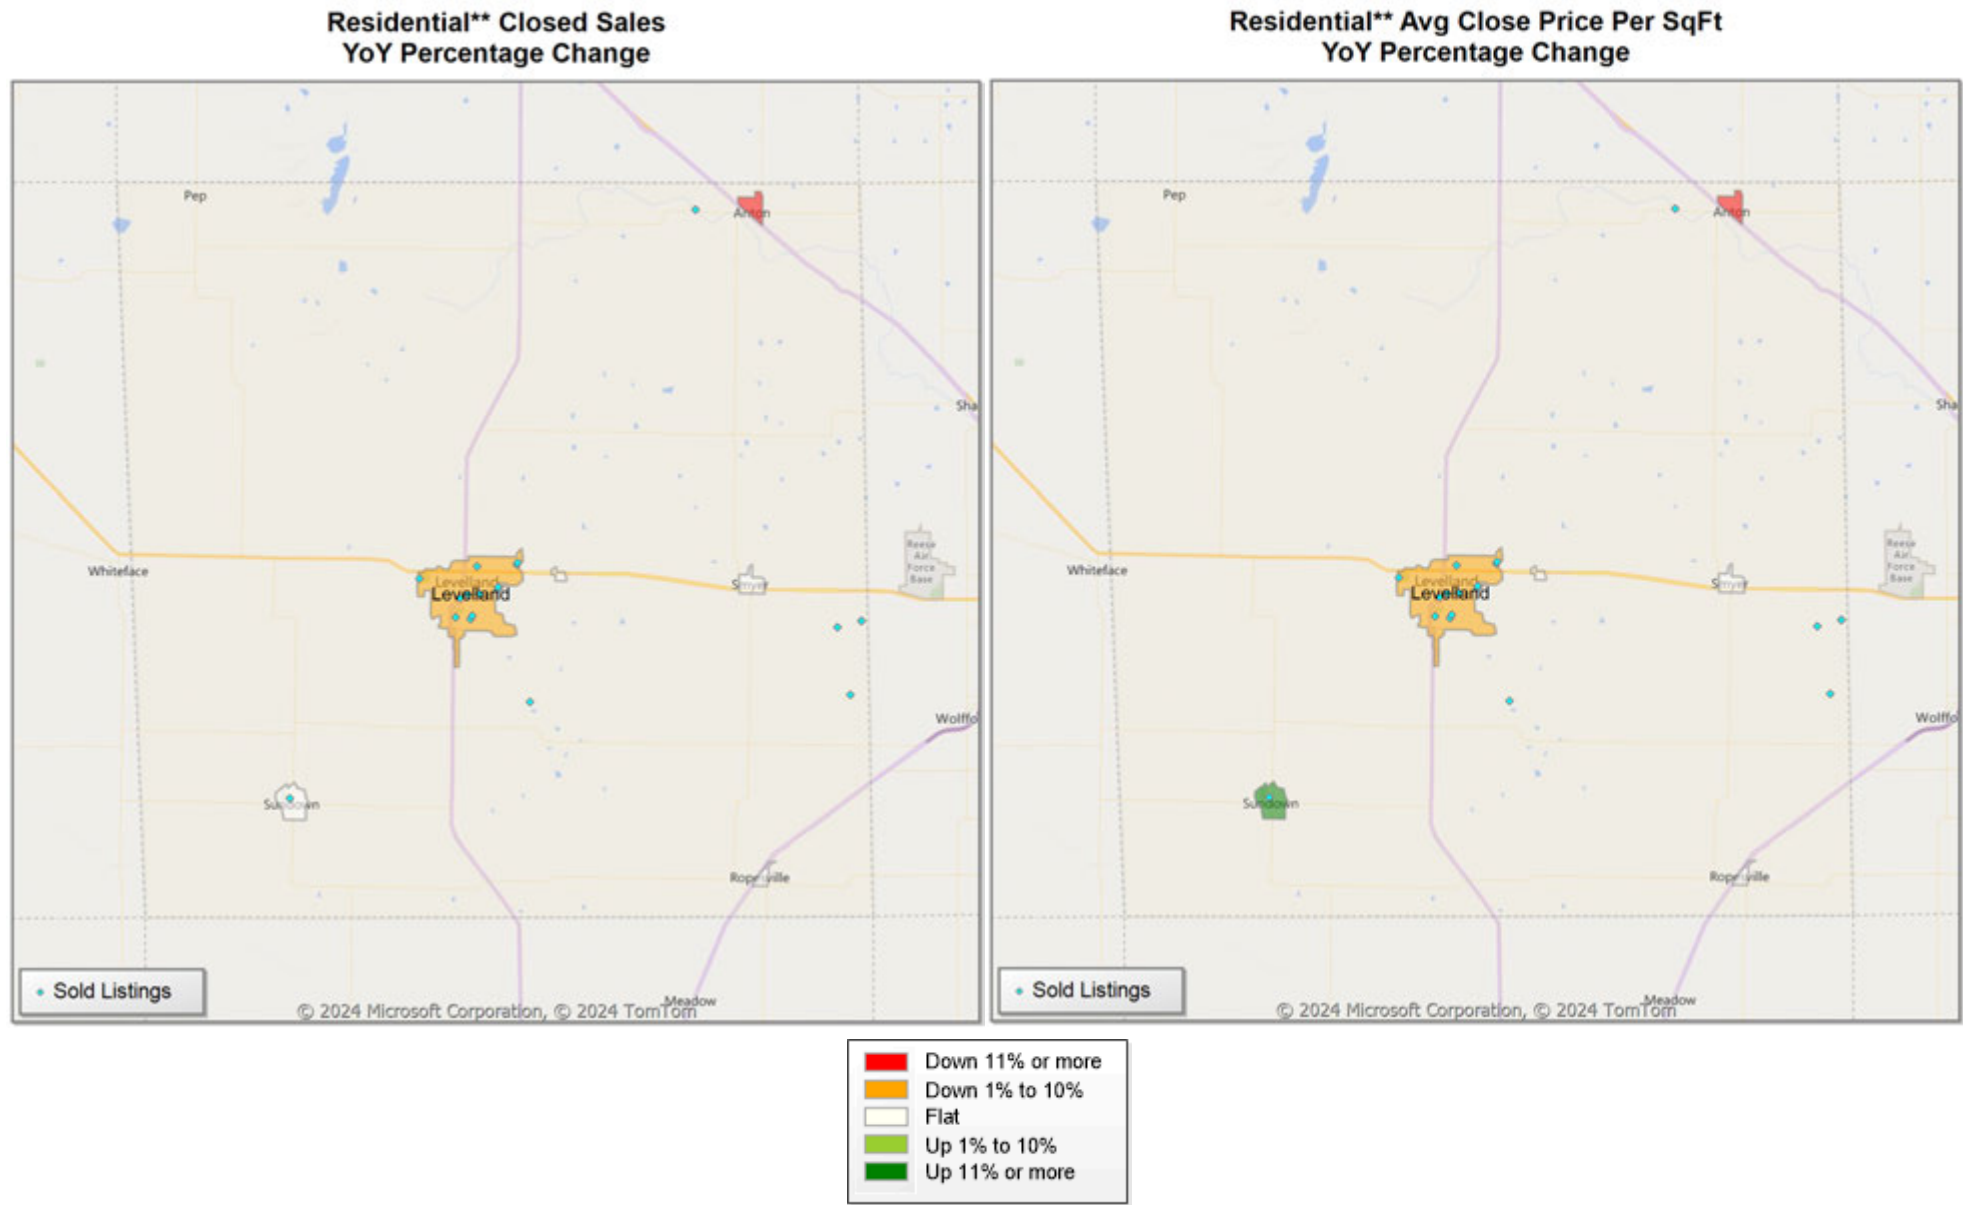 Residential** Closed Sales
YoY Percentage Change
Pep
Anton
Sha
Reese
Air
Force
Base
Whiteface
Levelland
Levelland
Smyer
Wolffo
Sundown
Ropesville
Meadow
Sold Listings
© 2024 Microsoft Corporation, © 2024 TomTom
Residential** Avg Close Price Per SqFt
YoY Percentage Change
Pep
Anton
Sha
Reese
Air
Force
Base
Whiteface
Levelland
Levelland
Smyer
Wolffo
Sundown
Ropesville
Meadow
Sold Listings
© 2024 Microsoft Corporation, © 2024 TomTom
Down 11% or more
Down 1% to 10%
Flat
Up 1% to 10%
Up 11% or more